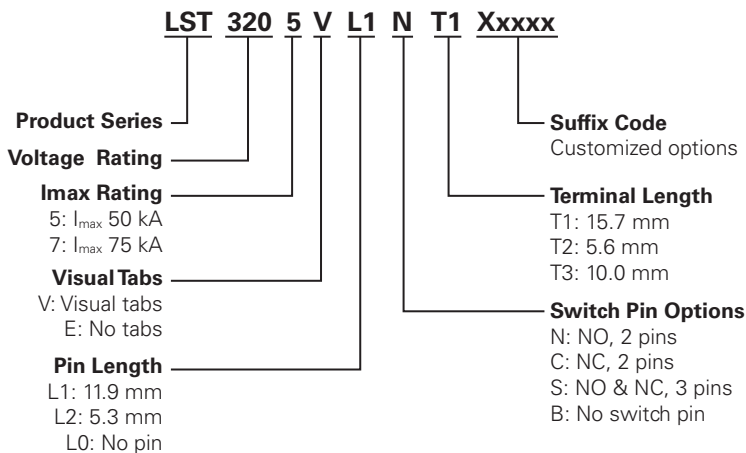 LST 320 5 V L1 N T1 Xxxxx
Product Series
Voltage Rating
Imax Rating
5: Imax 50 kA
7: Imax 75 kA
Visual Tabs
V: Visual tabs
E: No tabs
Pin Length
L1: 11.9 mm
L2: 5.3 mm
L0: No pin
Suffix Code
Customized options
Terminal Length
T1: 15.7 mm
T2: 5.6 mm
T3: 10.0 mm
Switch Pin Options
N: NO, 2 pins
C: NC, 2 pins
S: NO & NC, 3 pins
B: No switch pin